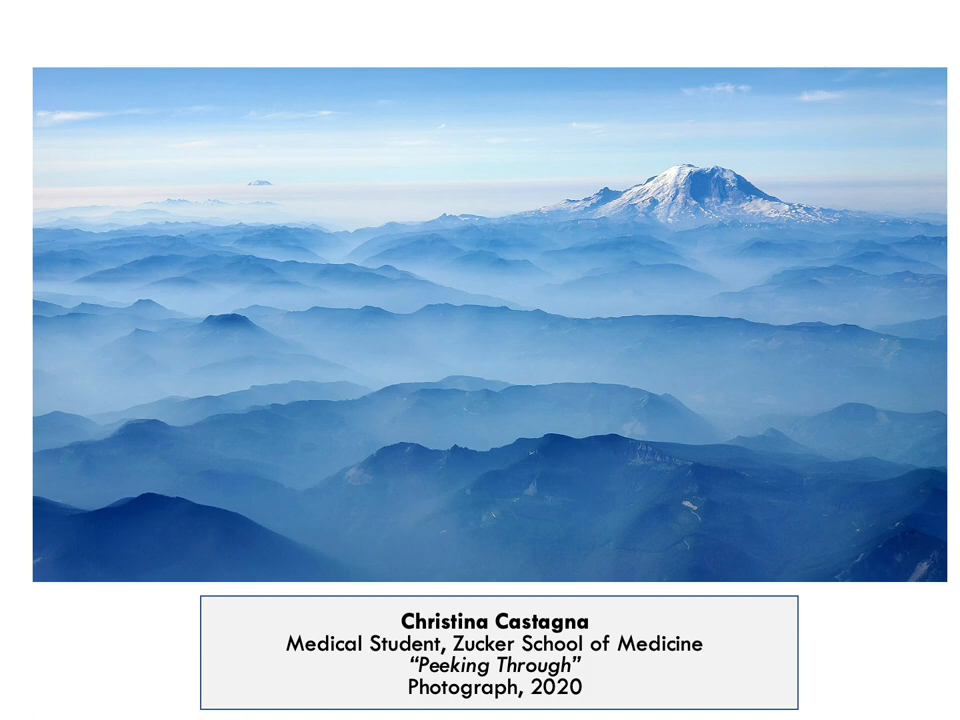 Christina Castagna
Medical Student, Zucker School of Medicine
“Peeking Through”
Photograph, 2020